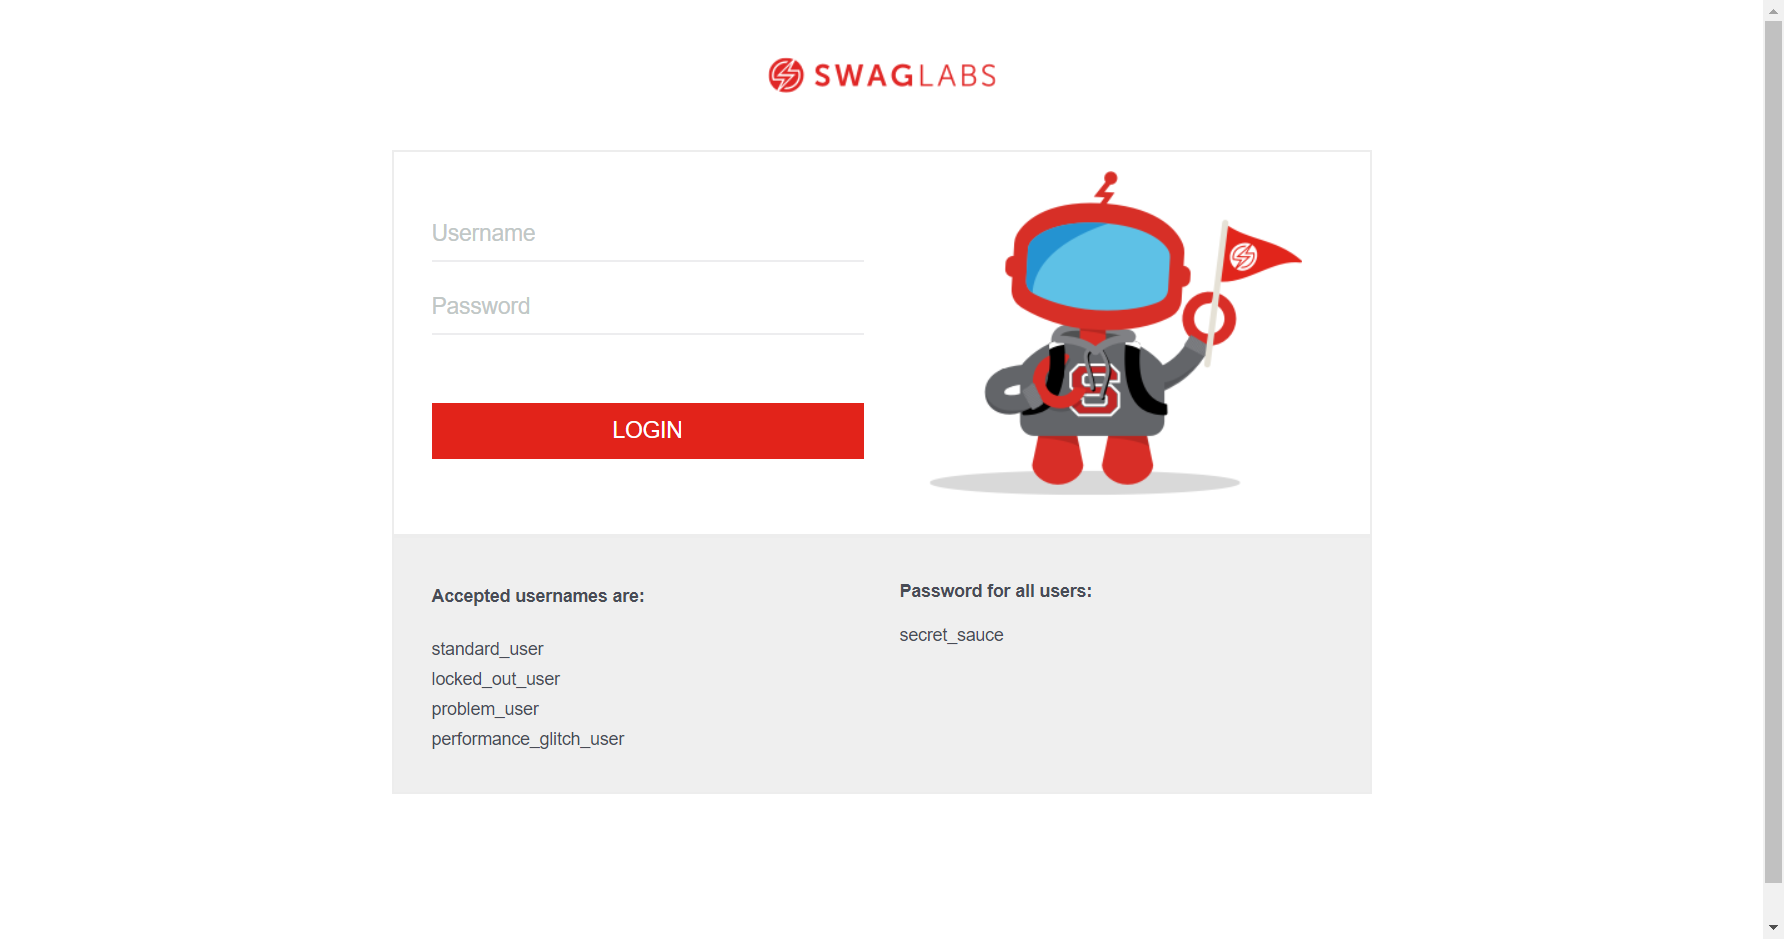 SWAGLABS
Username
Password
LOGIN
S
Accepted usernames are:
standard_user
locked_out_user
problem_user
performance_glitch_user
Password for all users:
secret_sauce